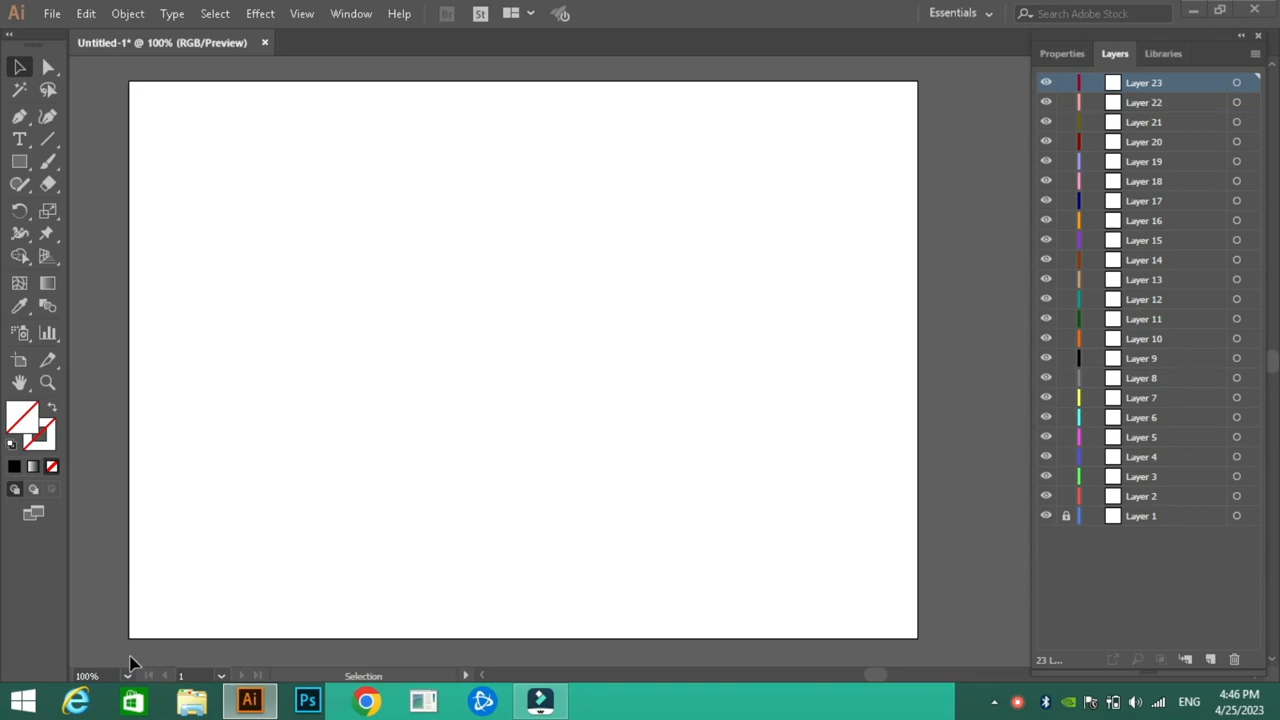 Ai File Edit Object Type Select Effect View Window Help Br St Essentials Search Adobe Stock
Untitled-1* @ 100% (RGB/Preview)
Properties Layers Libraries
Layer 23
Layer 22
Layer 21
Layer 20
Layer 19
Layer 18
Layer 17
Layer 16
Layer 15
Layer 14
Layer 13
Layer 12
Layer 11
Layer 10
Layer 9
Layer 8
Layer 7
Layer 6
Layer 5
Layer 4
Layer 3
Layer 2
Layer 1
23 L...
100% 1 Selection
Ai Ps ENG
4:46 PM
4/25/2023